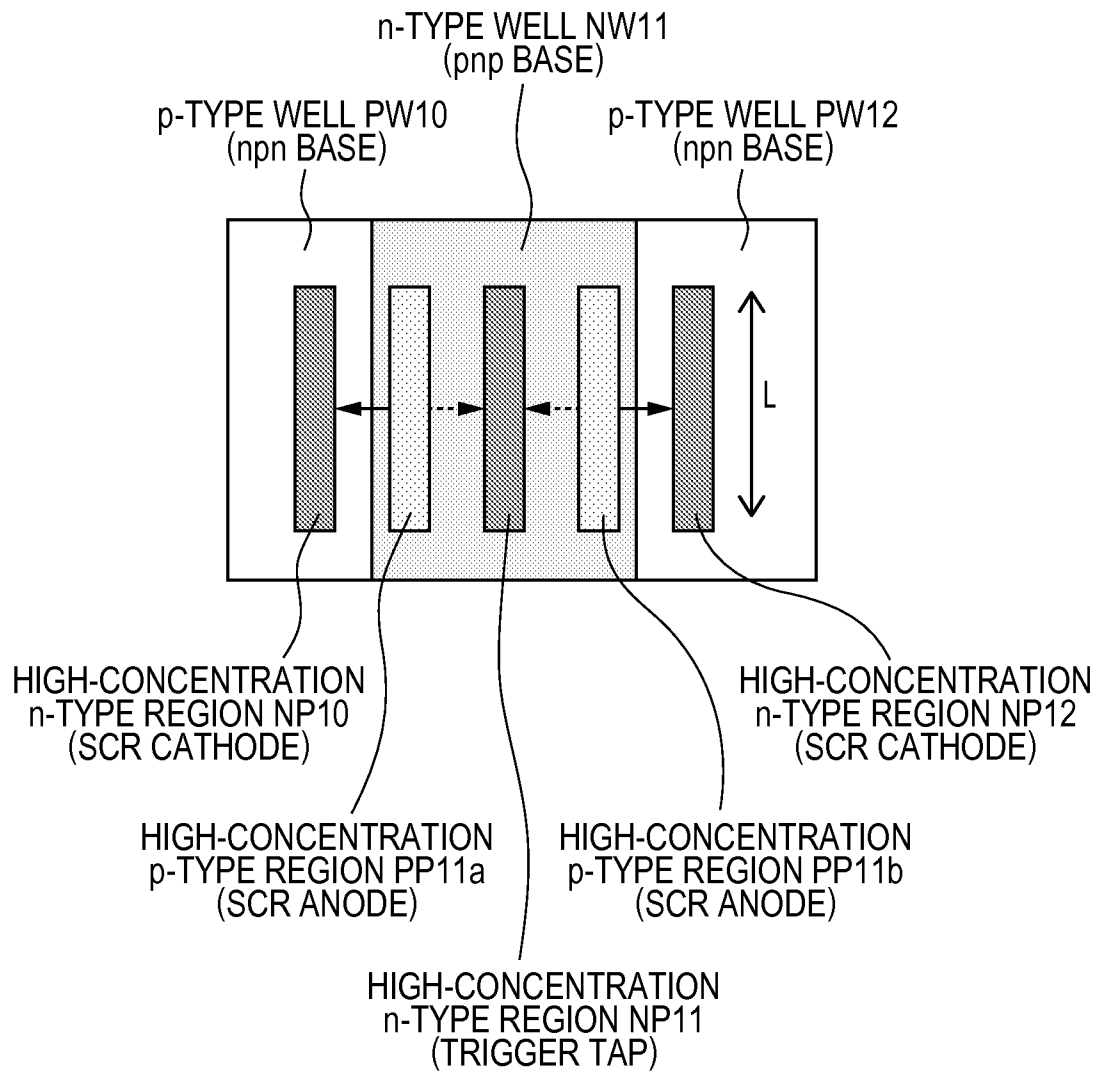 n-TYPE WELL NW11
(pnp BASE)
p-TYPE WELL PW10
(npn BASE)
p-TYPE WELL PW12
(npn BASE)
L
HIGH-CONCENTRATION
n-TYPE REGION NP10
(SCR CATHODE)
HIGH-CONCENTRATION
n-TYPE REGION NP12
(SCR CATHODE)
HIGH-CONCENTRATION
p-TYPE REGION PP11a
(SCR ANODE)
HIGH-CONCENTRATION
p-TYPE REGION PP11b
(SCR ANODE)
HIGH-CONCENTRATION
n-TYPE REGION NP11
(TRIGGER TAP)